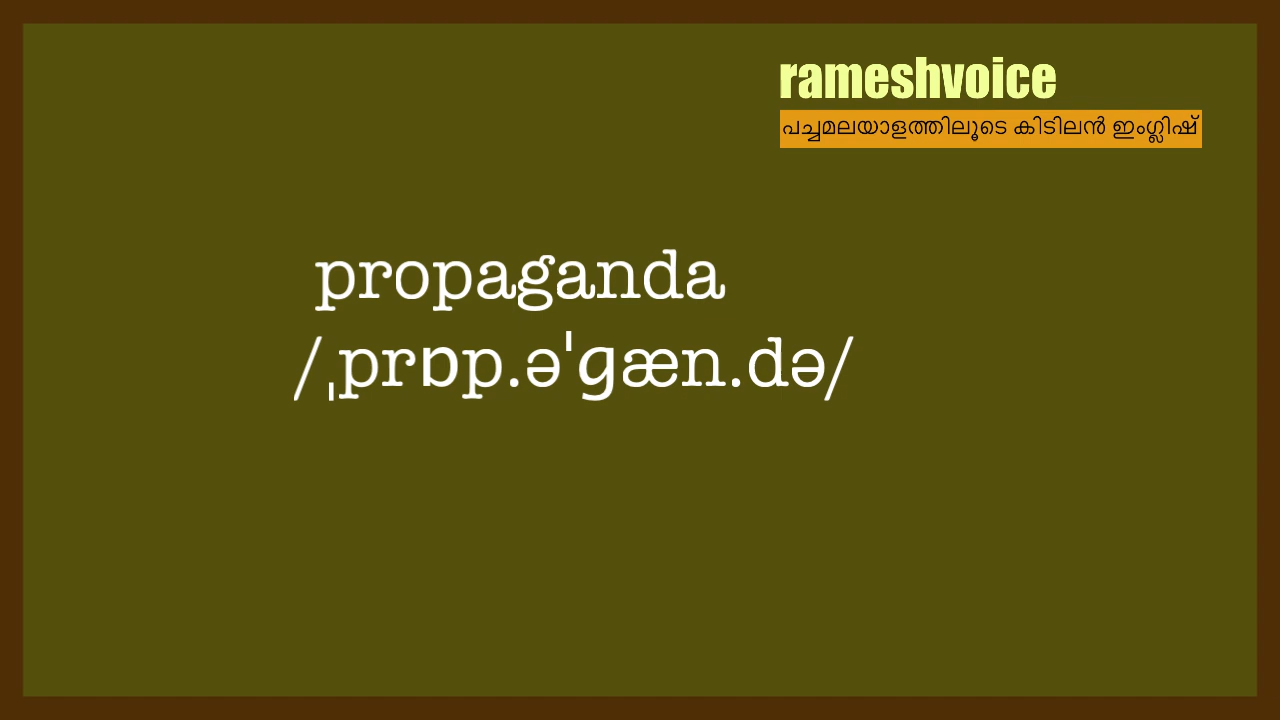 rameshvoice
പച്ചമലയാളത്തിലൂടെ കിടിലൻ ഇംഗ്ലിഷ്
propaganda
/ˌprɒp.əˈɡæn.də/